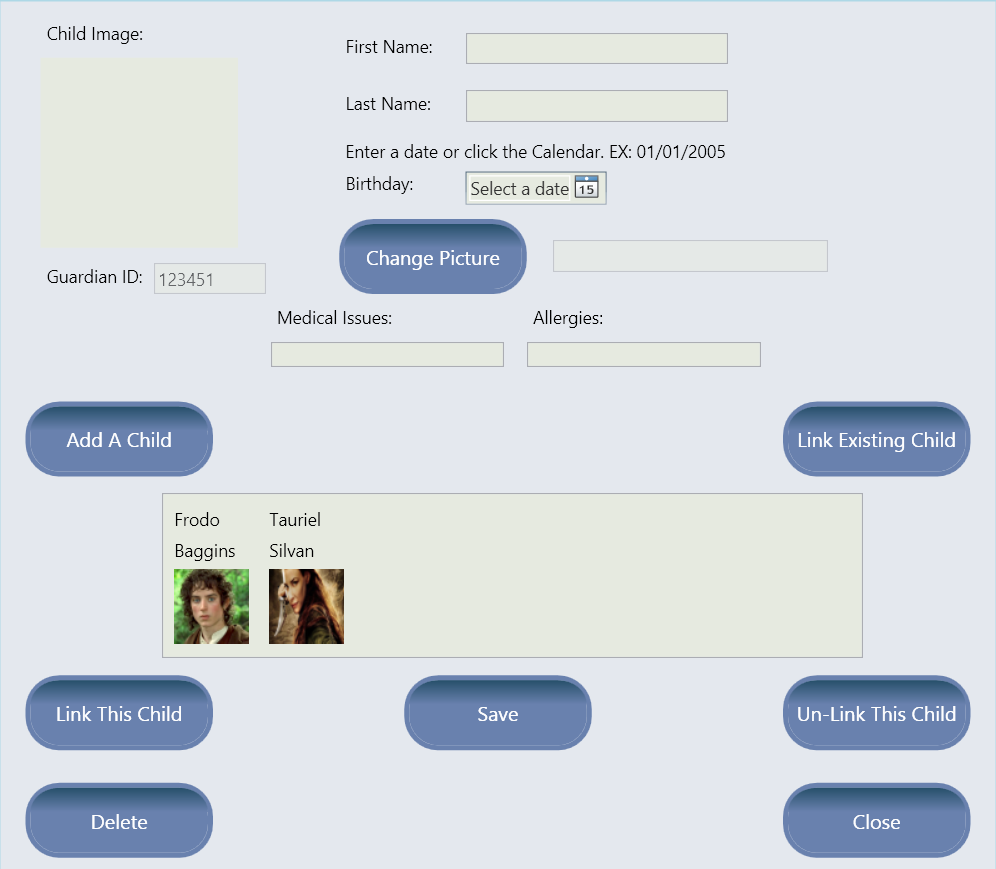 Child Image:
First Name:
Last Name:
Enter a date or click the Calendar. EX: 01/01/2005
Birthday:
Select a date 15
Change Picture
Guardian ID: 123451
Medical Issues:
Allergies:
Add A Child
Link Existing Child
Frodo
Baggins
Tauriel
Silvan
Link This Child
Save
Un-Link This Child
Delete
Close